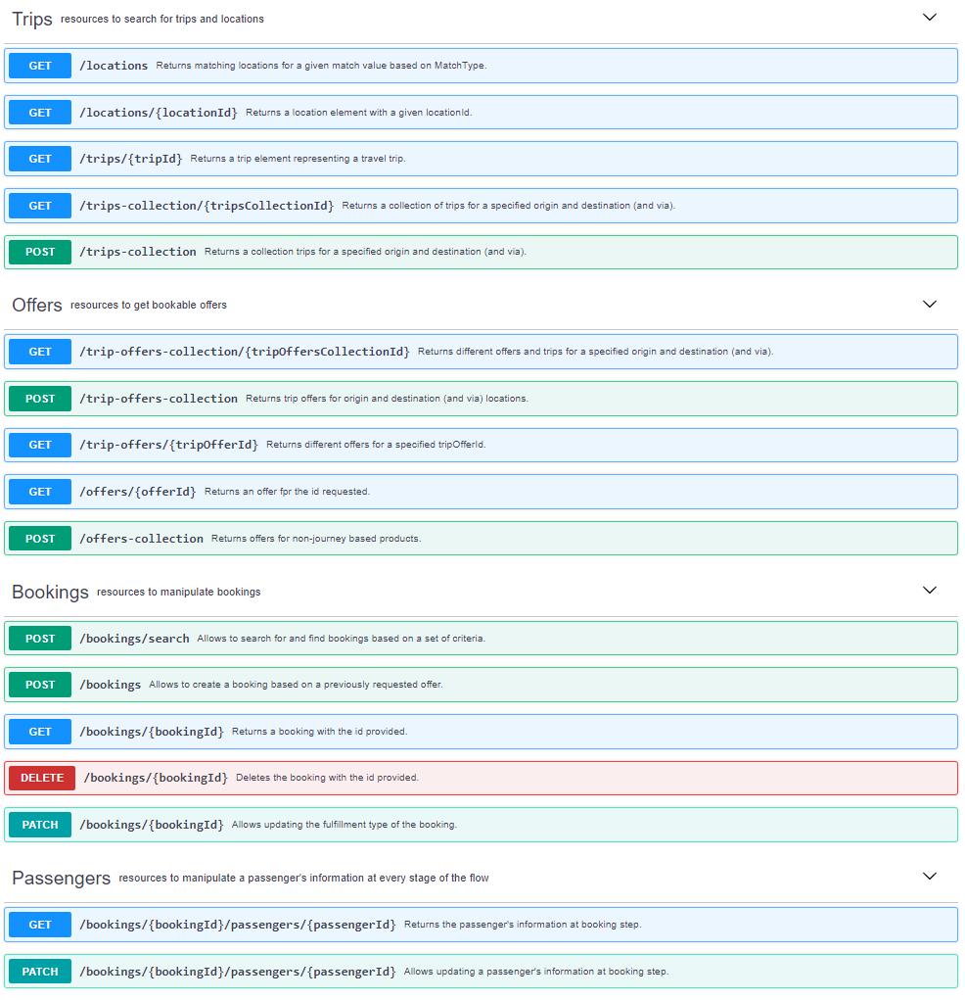 Trips resources to search for trips and locations
GET /locations Returns matching locations for a given match value based on MatchType.
GET /locations/{locationId} Returns a location element with a given locationId.
GET /trips/{tripId} Returns a trip element representing a travel trip.
GET /trips-collection/{tripsCollectionId} Returns a collection of trips for a specified origin and destination (and via).
POST /trips-collection Returns a collection trips for a specified origin and destination (and via).
Offers resources to get bookable offers
GET /trip-offers-collection/{tripOffersCollectionId} Returns different offers and trips for a specified origin and destination (and via).
POST /trip-offers-collection Returns trip offers for origin and destination (and via) locations.
GET /trip-offers/{tripOfferId} Returns different offers for a specified tripOfferId.
GET /offers/{offerId} Returns an offer fpr the id requested.
POST /offers-collection Returns offers for non-journey based products.
Bookings resources to manipulate bookings
POST /bookings/search Allows to search for and find bookings based on a set of criteria.
POST /bookings Allows to create a booking based on a previously requested offer.
GET /bookings/{bookingId} Returns a booking with the id provided.
DELETE /bookings/{bookingId} Deletes the booking with the id provided.
PATCH /bookings/{bookingId} Allows updating the fulfillment type of the booking.
Passengers resources to manipulate a passenger's information at every stage of the flow
GET /bookings/{bookingId}/passengers/{passengerId} Returns the passenger's information at booking step.
PATCH /bookings/{bookingId}/passengers/{passengerId} Allows updating a passenger's information at booking step.